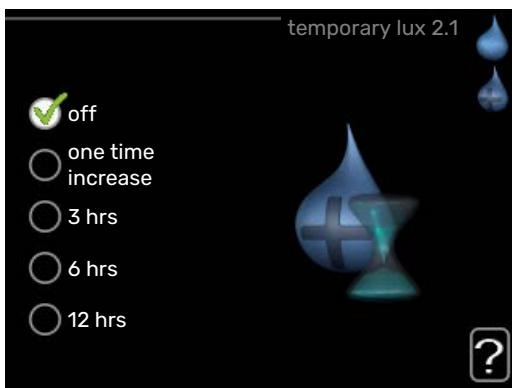 temporary lux 2.1
off
one time
increase
3 hrs
6 hrs
12 hrs
?